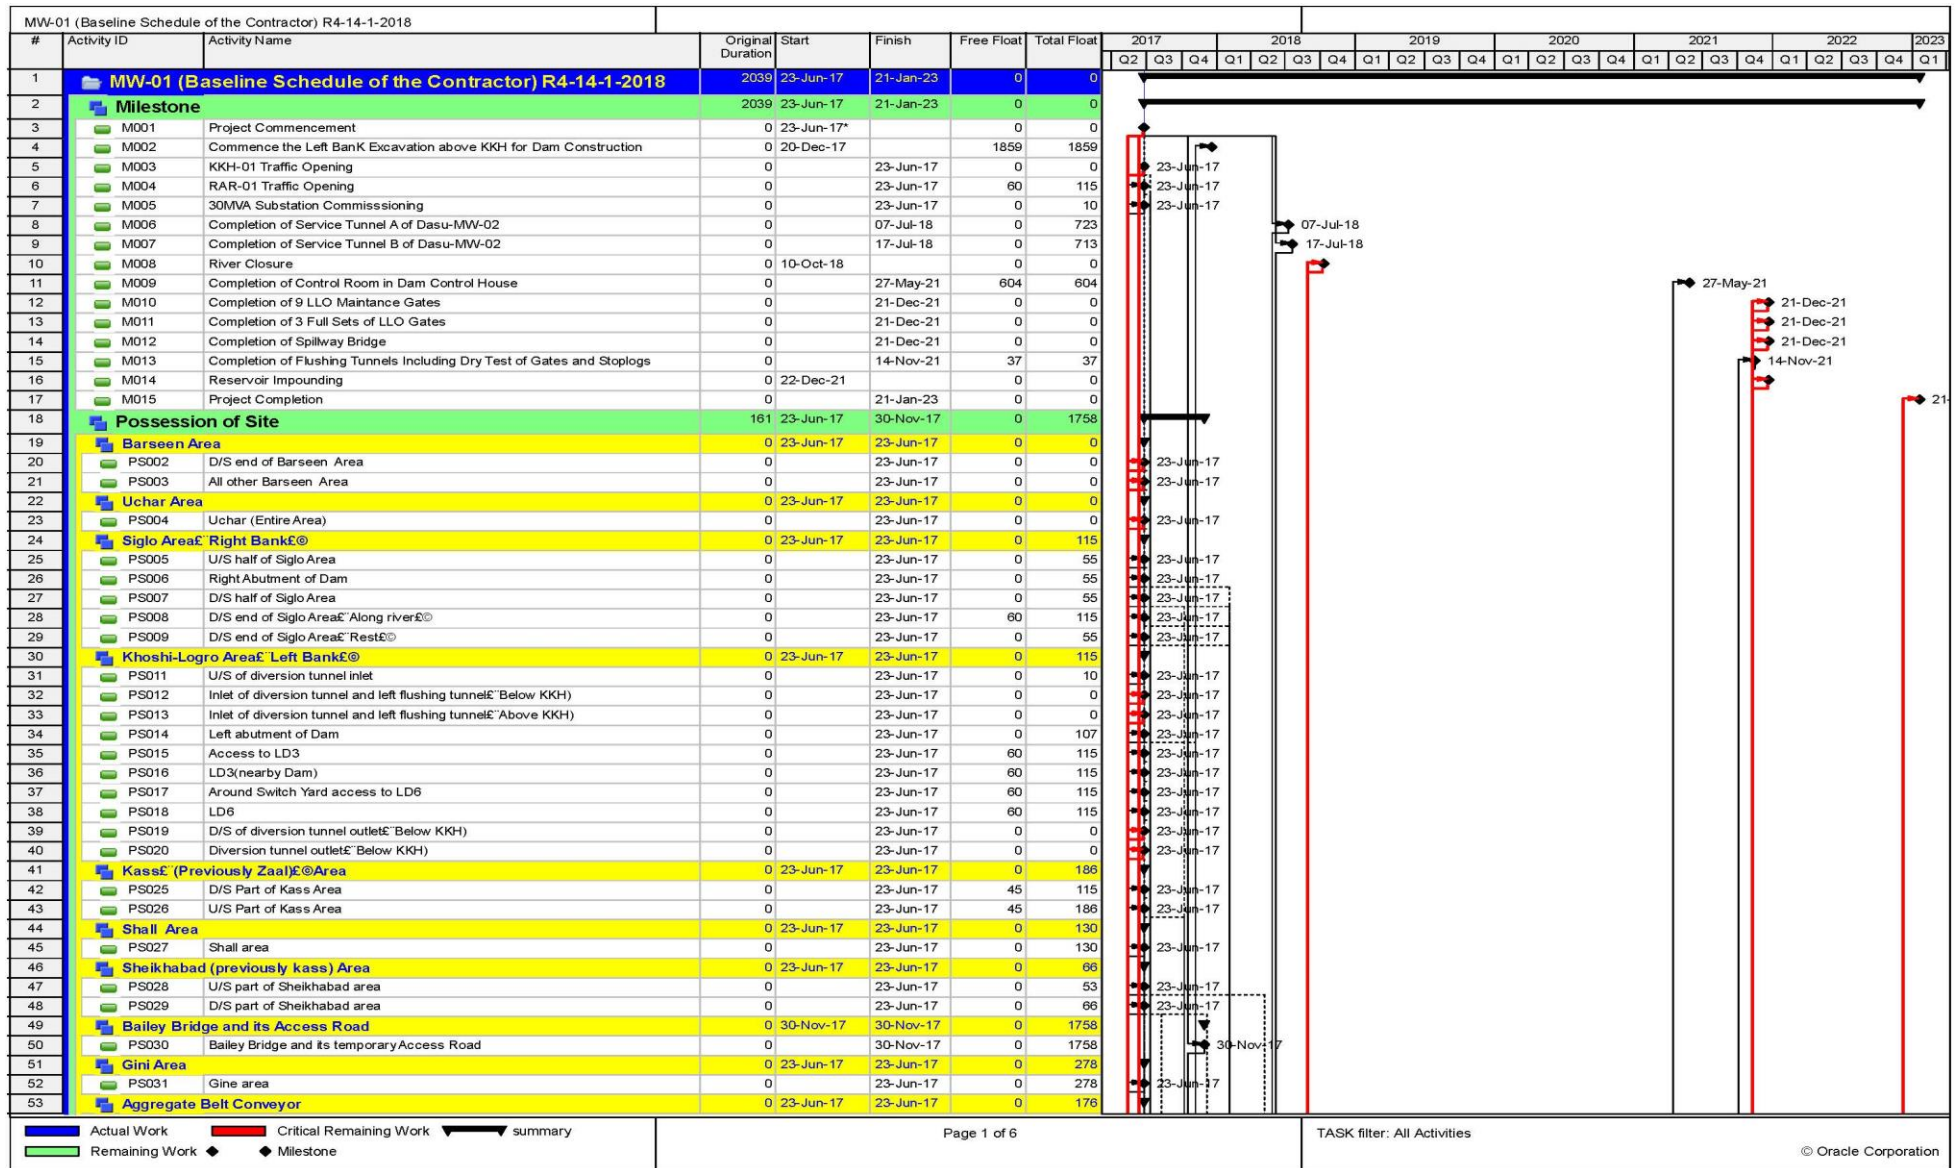 MW-01 (Baseline Schedule of the Contractor) R4-14-1-2018
# Activity ID Activity Name Original Duration Start Finish Free Float Total Float 2017 2018 2019 2020 2021 2022 2023
Q2 Q3 Q4 Q1 Q2 Q3 Q4 Q1 Q2 Q3 Q4 Q1 Q2 Q3 Q4 Q1 Q2 Q3 Q4 Q1 Q2 Q3 Q4 Q1
1 MW-01 (Baseline Schedule of the Contractor) R4-14-1-2018 2039 23-Jun-17 21-Jan-23 0 0
2 Milestone 2039 23-Jun-17 21-Jan-23 0 0
3 M001 Project Commencement 0 23-Jun-17* 0 0
4 M002 Commence the Left BanK Excavation above KKH for Dam Construction 0 20-Dec-17 1859 1859
5 M003 KKH-01 Traffic Opening 0 23-Jun-17 0 0 23-Jun-17
6 M004 RAR-01 Traffic Opening 0 23-Jun-17 60 115 23-Jun-17
7 M005 30MVA Substation Commisssioning 0 23-Jun-17 0 10 23-Jun-17
8 M006 Completion of Service Tunnel A of Dasu-MW-02 0 07-Jul-18 0 723 07-Jul-18
9 M007 Completion of Service Tunnel B of Dasu-MW-02 0 17-Jul-18 0 713 17-Jul-18
10 M008 River Closure 0 10-Oct-18 0 0
11 M009 Completion of Control Room in Dam Control House 0 27-May-21 604 604 27-May-21
12 M010 Completion of 9 LLO Maintance Gates 0 21-Dec-21 0 0 21-Dec-21
13 M011 Completion of 3 Full Sets of LLO Gates 0 21-Dec-21 0 0 21-Dec-21
14 M012 Completion of Spillway Bridge 0 21-Dec-21 0 0 21-Dec-21
15 M013 Completion of Flushing Tunnels Including Dry Test of Gates and Stoplogs 0 14-Nov-21 37 37 14-Nov-21
16 M014 Reservoir Impounding 0 22-Dec-21 0 0
17 M015 Project Completion 0 21-Jan-23 0 0 21-
18 Possession of Site 161 23-Jun-17 30-Nov-17 0 1758
19 Barseen Area 0 23-Jun-17 23-Jun-17 0 0
20 PS002 D/S end of Barseen Area 0 23-Jun-17 0 0 23-Jun-17
21 PS003 All other Barseen Area 0 23-Jun-17 0 0 23-Jun-17
22 Uchar Area 0 23-Jun-17 23-Jun-17 0 0
23 PS004 Uchar (Entire Area) 0 23-Jun-17 0 0 23-Jun-17
24 Siglo Area£¨Right Bank£© 0 23-Jun-17 23-Jun-17 0 115
25 PS005 U/S half of Siglo Area 0 23-Jun-17 0 55 23-Jun-17
26 PS006 Right Abutment of Dam 0 23-Jun-17 0 55 23-Jun-17
27 PS007 D/S half of Siglo Area 0 23-Jun-17 0 55 23-Jun-17
28 PS008 D/S end of Siglo Area£¨Along river£© 0 23-Jun-17 60 115 23-Jun-17
29 PS009 D/S end of Siglo Area£¨Rest£© 0 23-Jun-17 0 55 23-Jun-17
30 Khoshi-Logro Area£¨Left Bank£© 0 23-Jun-17 23-Jun-17 0 115
31 PS011 U/S of diversion tunnel inlet 0 23-Jun-17 0 10 23-Jun-17
32 PS012 Inlet of diversion tunnel and left flushing tunnel£¨Below KKH) 0 23-Jun-17 0 0 23-Jun-17
33 PS013 Inlet of diversion tunnel and left flushing tunnel£¨Above KKH) 0 23-Jun-17 0 0 23-Jun-17
34 PS014 Left abutment of Dam 0 23-Jun-17 0 107 23-Jun-17
35 PS015 Access to LD3 0 23-Jun-17 60 115 23-Jun-17
36 PS016 LD3(nearby Dam) 0 23-Jun-17 60 115 23-Jun-17
37 PS017 Around Switch Yard access to LD6 0 23-Jun-17 60 115 23-Jun-17
38 PS018 LD6 0 23-Jun-17 60 115 23-Jun-17
39 PS019 D/S of diversion tunnel outlet£¨Below KKH) 0 23-Jun-17 0 0 23-Jun-17
40 PS020 Diversion tunnel outlet£¨Below KKH) 0 23-Jun-17 0 0 23-Jun-17
41 Kass£¨(Previously Zaal)£©Area 0 23-Jun-17 23-Jun-17 0 186
42 PS025 D/S Part of Kass Area 0 23-Jun-17 45 115 23-Jun-17
43 PS026 U/S Part of Kass Area 0 23-Jun-17 45 186 23-Jun-17
44 Shall Area 0 23-Jun-17 23-Jun-17 0 130
45 PS027 Shall area 0 23-Jun-17 0 130 23-Jun-17
46 Sheikhabad (previously kass) Area 0 23-Jun-17 23-Jun-17 0 66
47 PS028 U/S part of Sheikhabad area 0 23-Jun-17 0 53 23-Jun-17
48 PS029 D/S part of Sheikhabad area 0 23-Jun-17 0 66 23-Jun-17
49 Bailey Bridge and its Access Road 0 30-Nov-17 30-Nov-17 0 1758
50 PS030 Bailey Bridge and its temporary Access Road 0 30-Nov-17 0 1758 30-Nov-17
51 Gini Area 0 23-Jun-17 23-Jun-17 0 278
52 PS031 Gine area 0 23-Jun-17 0 278 23-Jun-17
53 Aggregate Belt Conveyor 0 23-Jun-17 23-Jun-17 0 176
Actual Work Critical Remaining Work summary Page 1 of 6 TASK filter: All Activities
Remaining Work Milestone © Oracle Corporation